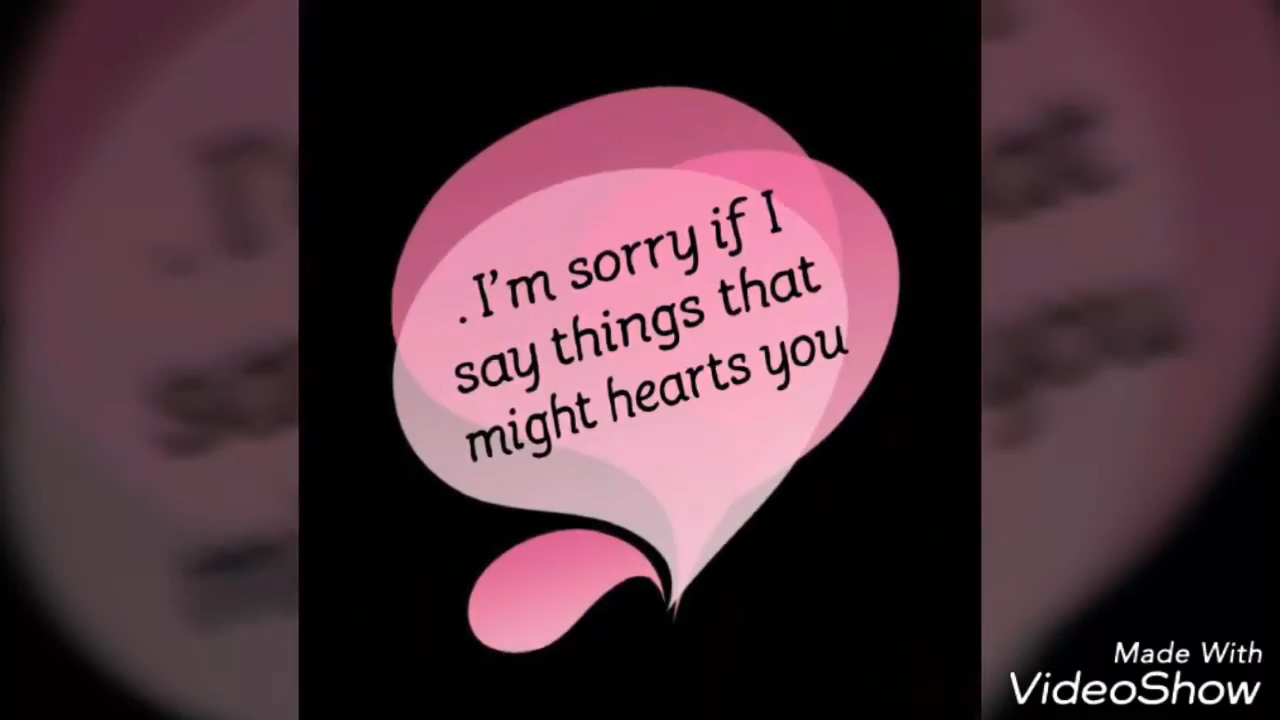 . I'm sorry if I
say things that
might hearts you
Made With
VideoShow